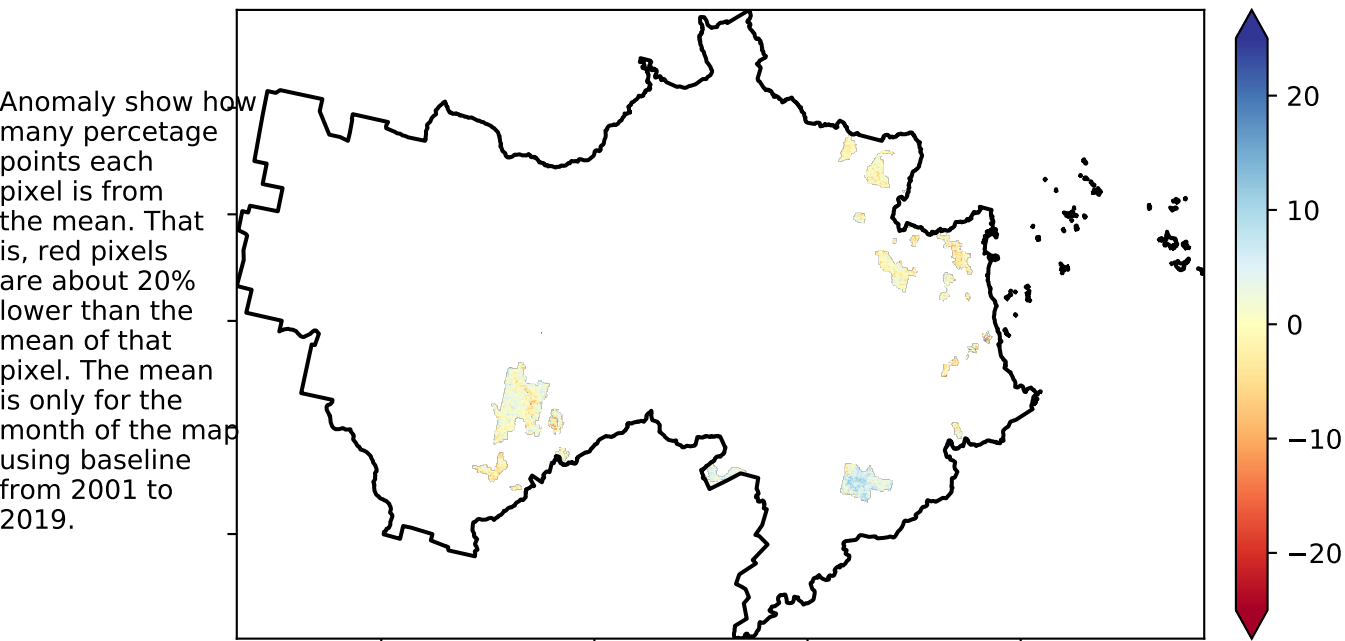 Anomaly show how
many percetage
points each
pixel is from
the mean. That
is, red pixels
are about 20%
lower than the
mean of that
pixel. The mean
is only for the
month of the map
using baseline
from 2001 to
2019.
20
10
0
−10
−20